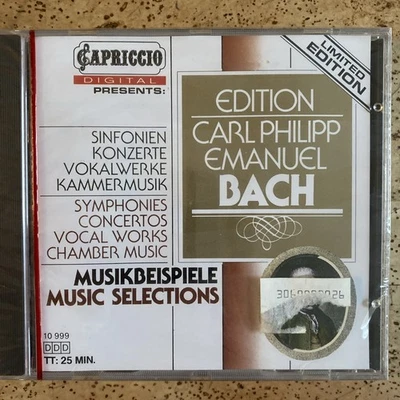 CAPRICCIO
DIGITAL
PRESENTS:
LIMITED
EDITION
EDITION
CARL PHILIPP
EMANUEL
BACH
SINFONIEN
KONZERTE
VOKALWERKE
KAMMERMUSIK
SYMPHONIES
CONCERTOS
VOCAL WORKS
CHAMBER MUSIC
MUSIKBEISPIELE
MUSIC SELECTIONS
10 999
DDD
TT: 25 MIN.